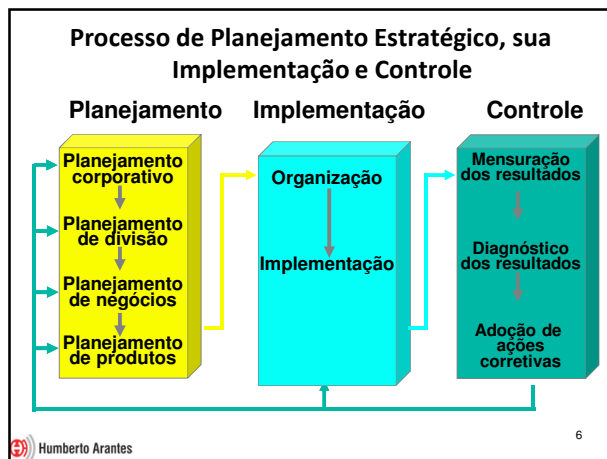 Processo de Planejamento Estratégico, sua
Implementação e Controle
Planejamento
Implementação
Controle
Planejamento
corporativo
Planejamento
de divisão
Planejamento
de negócios
Planejamento
de produtos
Organização
Implementação
Mensuração
dos resultados
Diagnóstico
dos resultados
Adoção de
ações
corretivas
Humberto Arantes
6